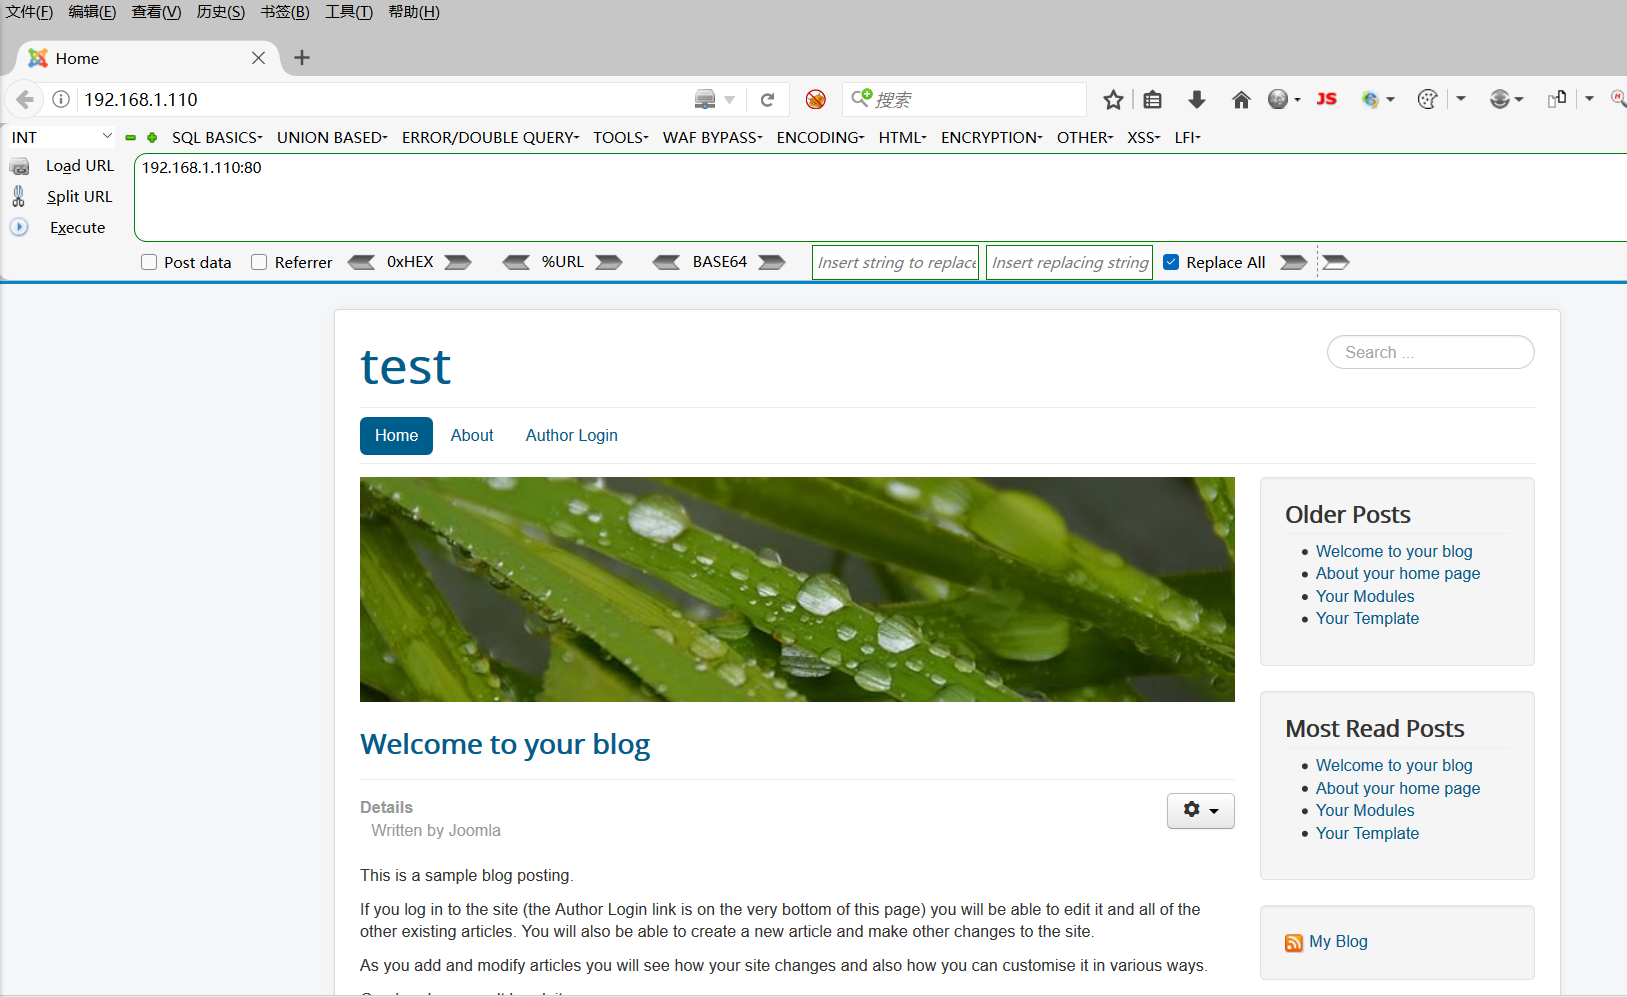 文件(F) 编辑(E) 查看(V) 历史(S) 书签(B) 工具(T) 帮助(H)
Home
192.168.1.110 搜索 JS
INT SQL BASICS UNION BASED ERROR/DOUBLE QUERY TOOLS WAF BYPASS ENCODING HTML ENCRYPTION OTHER XSS LFI
Load URL 192.168.1.110:80
Split URL
Execute
Post data Referrer 0xHEX %URL BASE64 Insert string to replace Insert replacing string Replace All
test Search ...
Home About Author Login
Older Posts
Welcome to your blog
About your home page
Your Modules
Your Template
Most Read Posts
Welcome to your blog
About your home page
Your Modules
Your Template
My Blog
Welcome to your blog
Details
Written by Joomla
This is a sample blog posting.
If you log in to the site (the Author Login link is on the very bottom of this page) you will be able to edit it and all of the
other existing articles. You will also be able to create a new article and make other changes to the site.
As you add and modify articles you will see how your site changes and also how you can customise it in various ways.